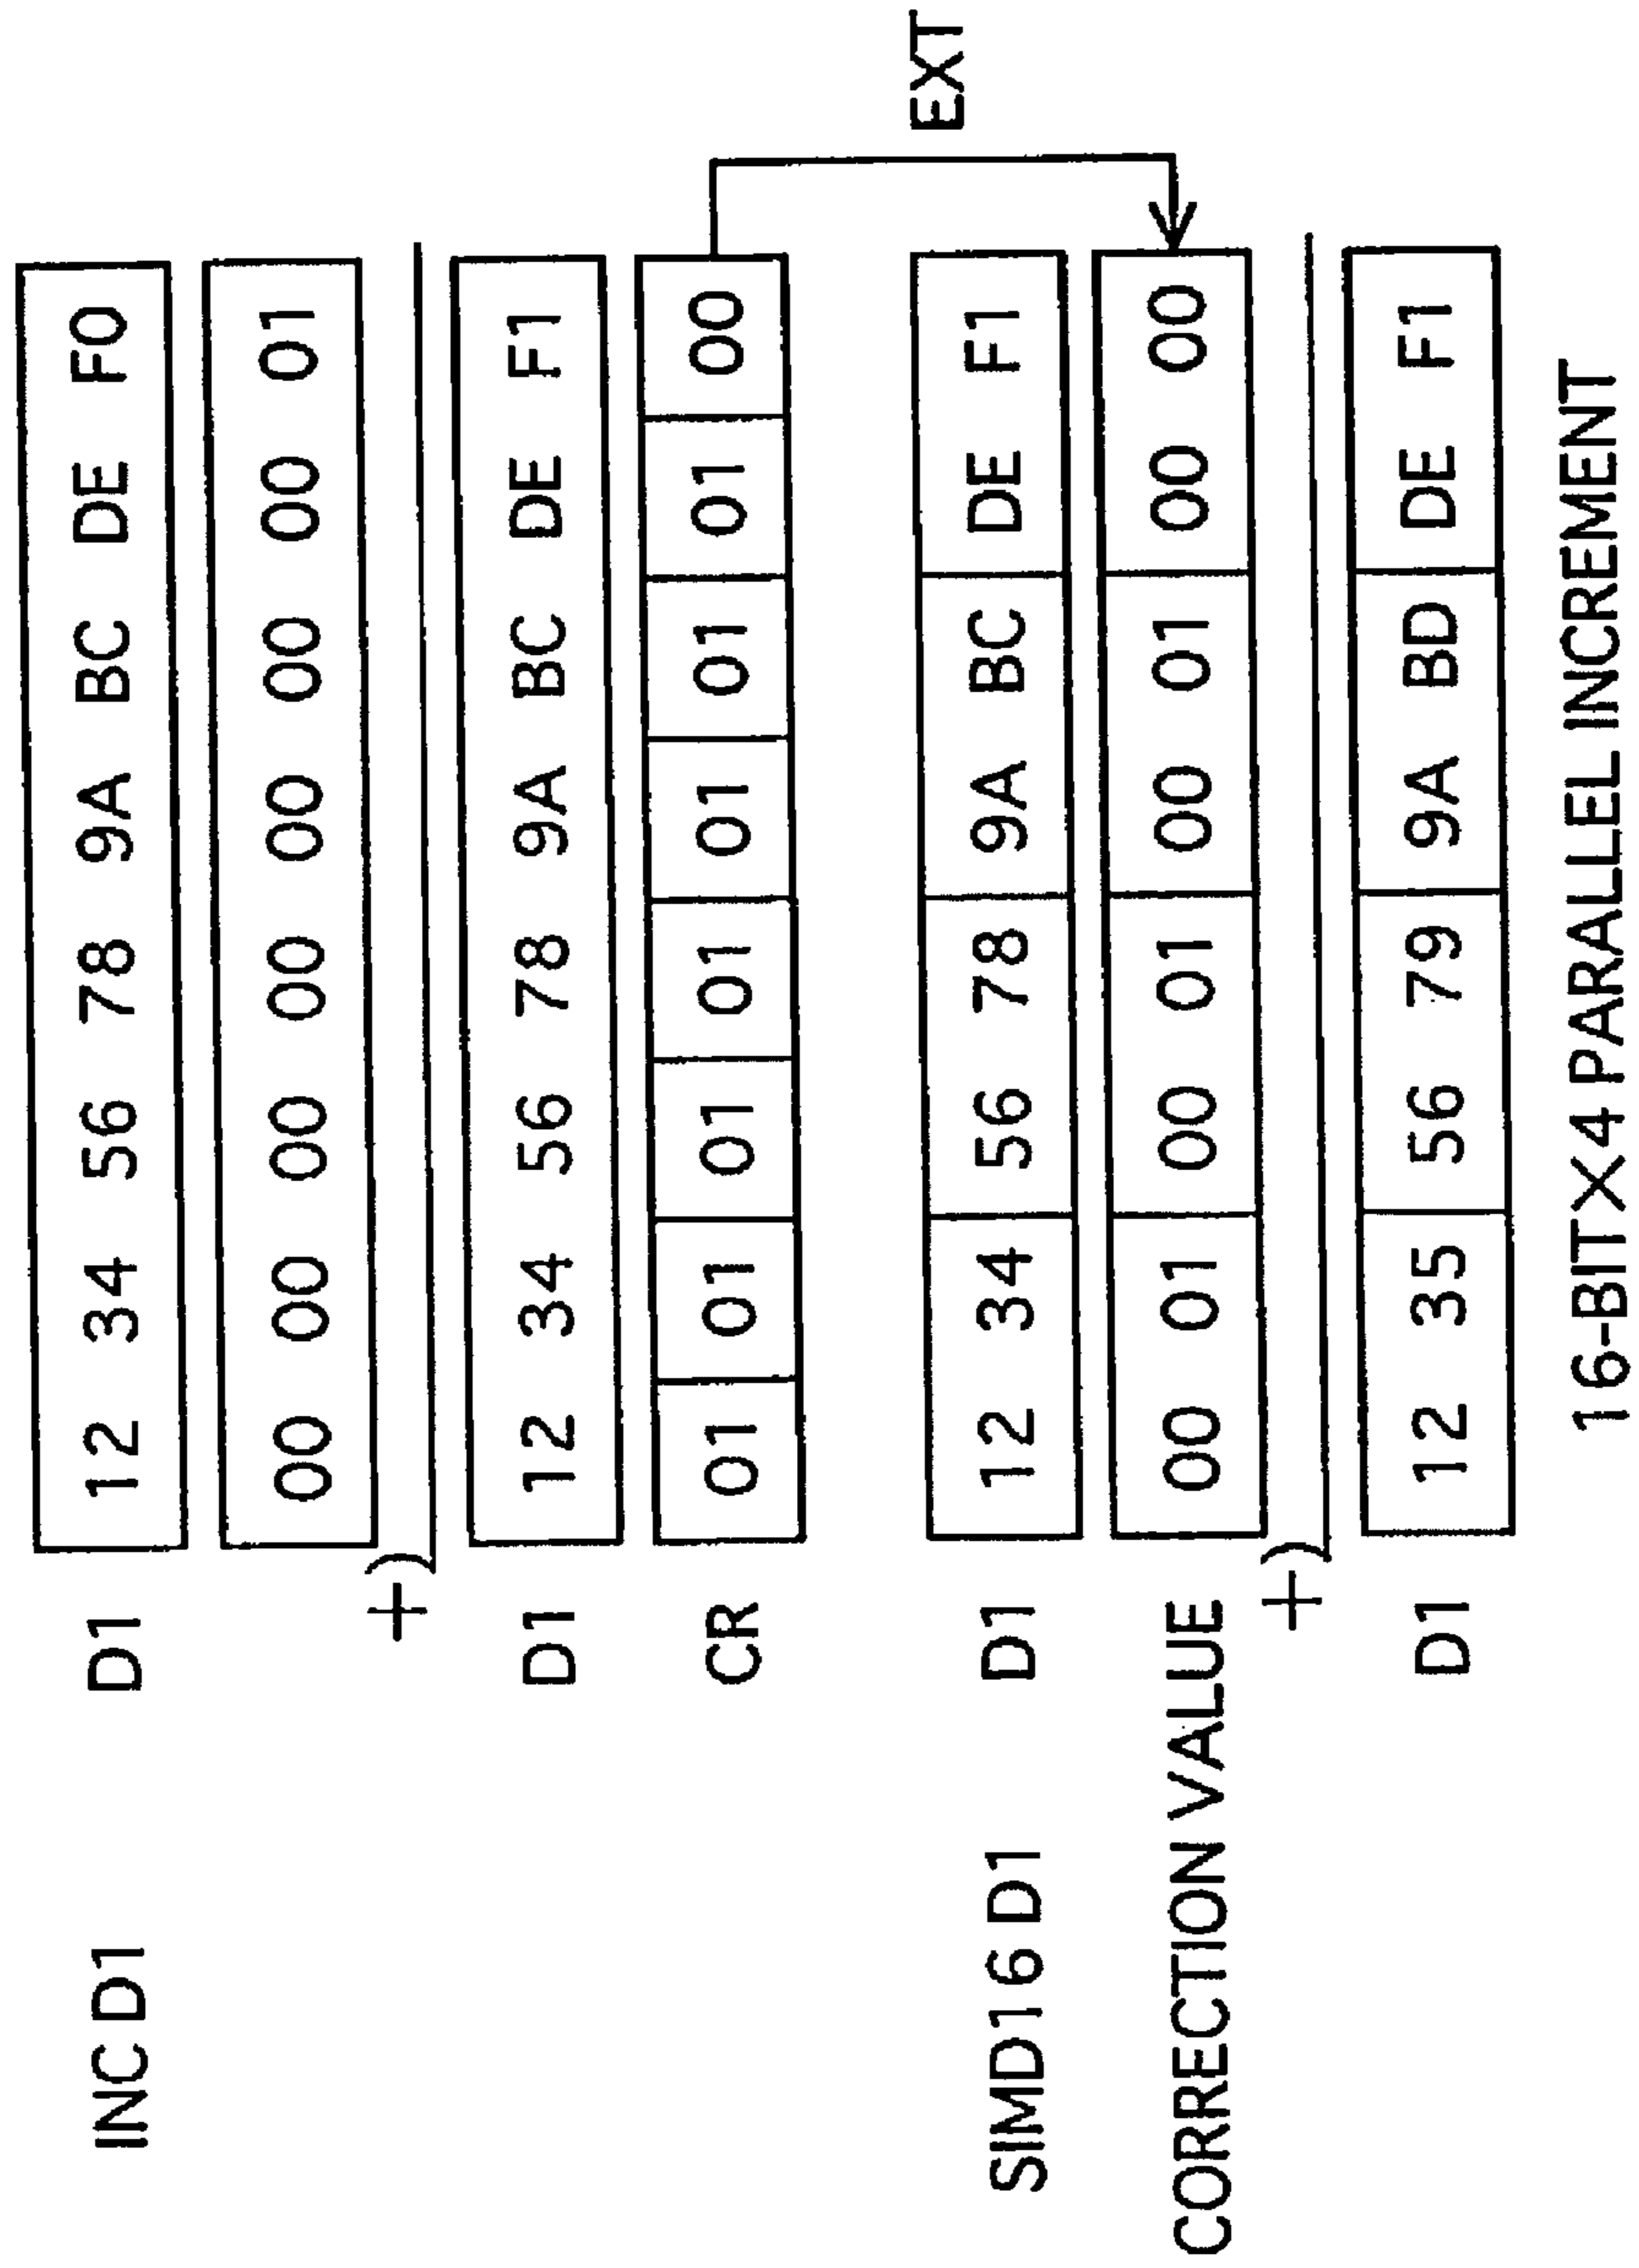 INC D1 D1 12 34 56 78 9A BC DE F0
00 00 00 00 00 00 00 01
+)
D1 12 34 56 78 9A BC DE F1
CR 01 01 01 01 01 01 01 00
EXT
SIMD16 D1 D1 12 34 56 78 9A BC DE F1
CORRECTION VALUE 00 01 00 01 00 01 00 00
+)
D1 12 35 56 79 9A BD DE F1
16-BIT×4 PARALLEL INCREMENT